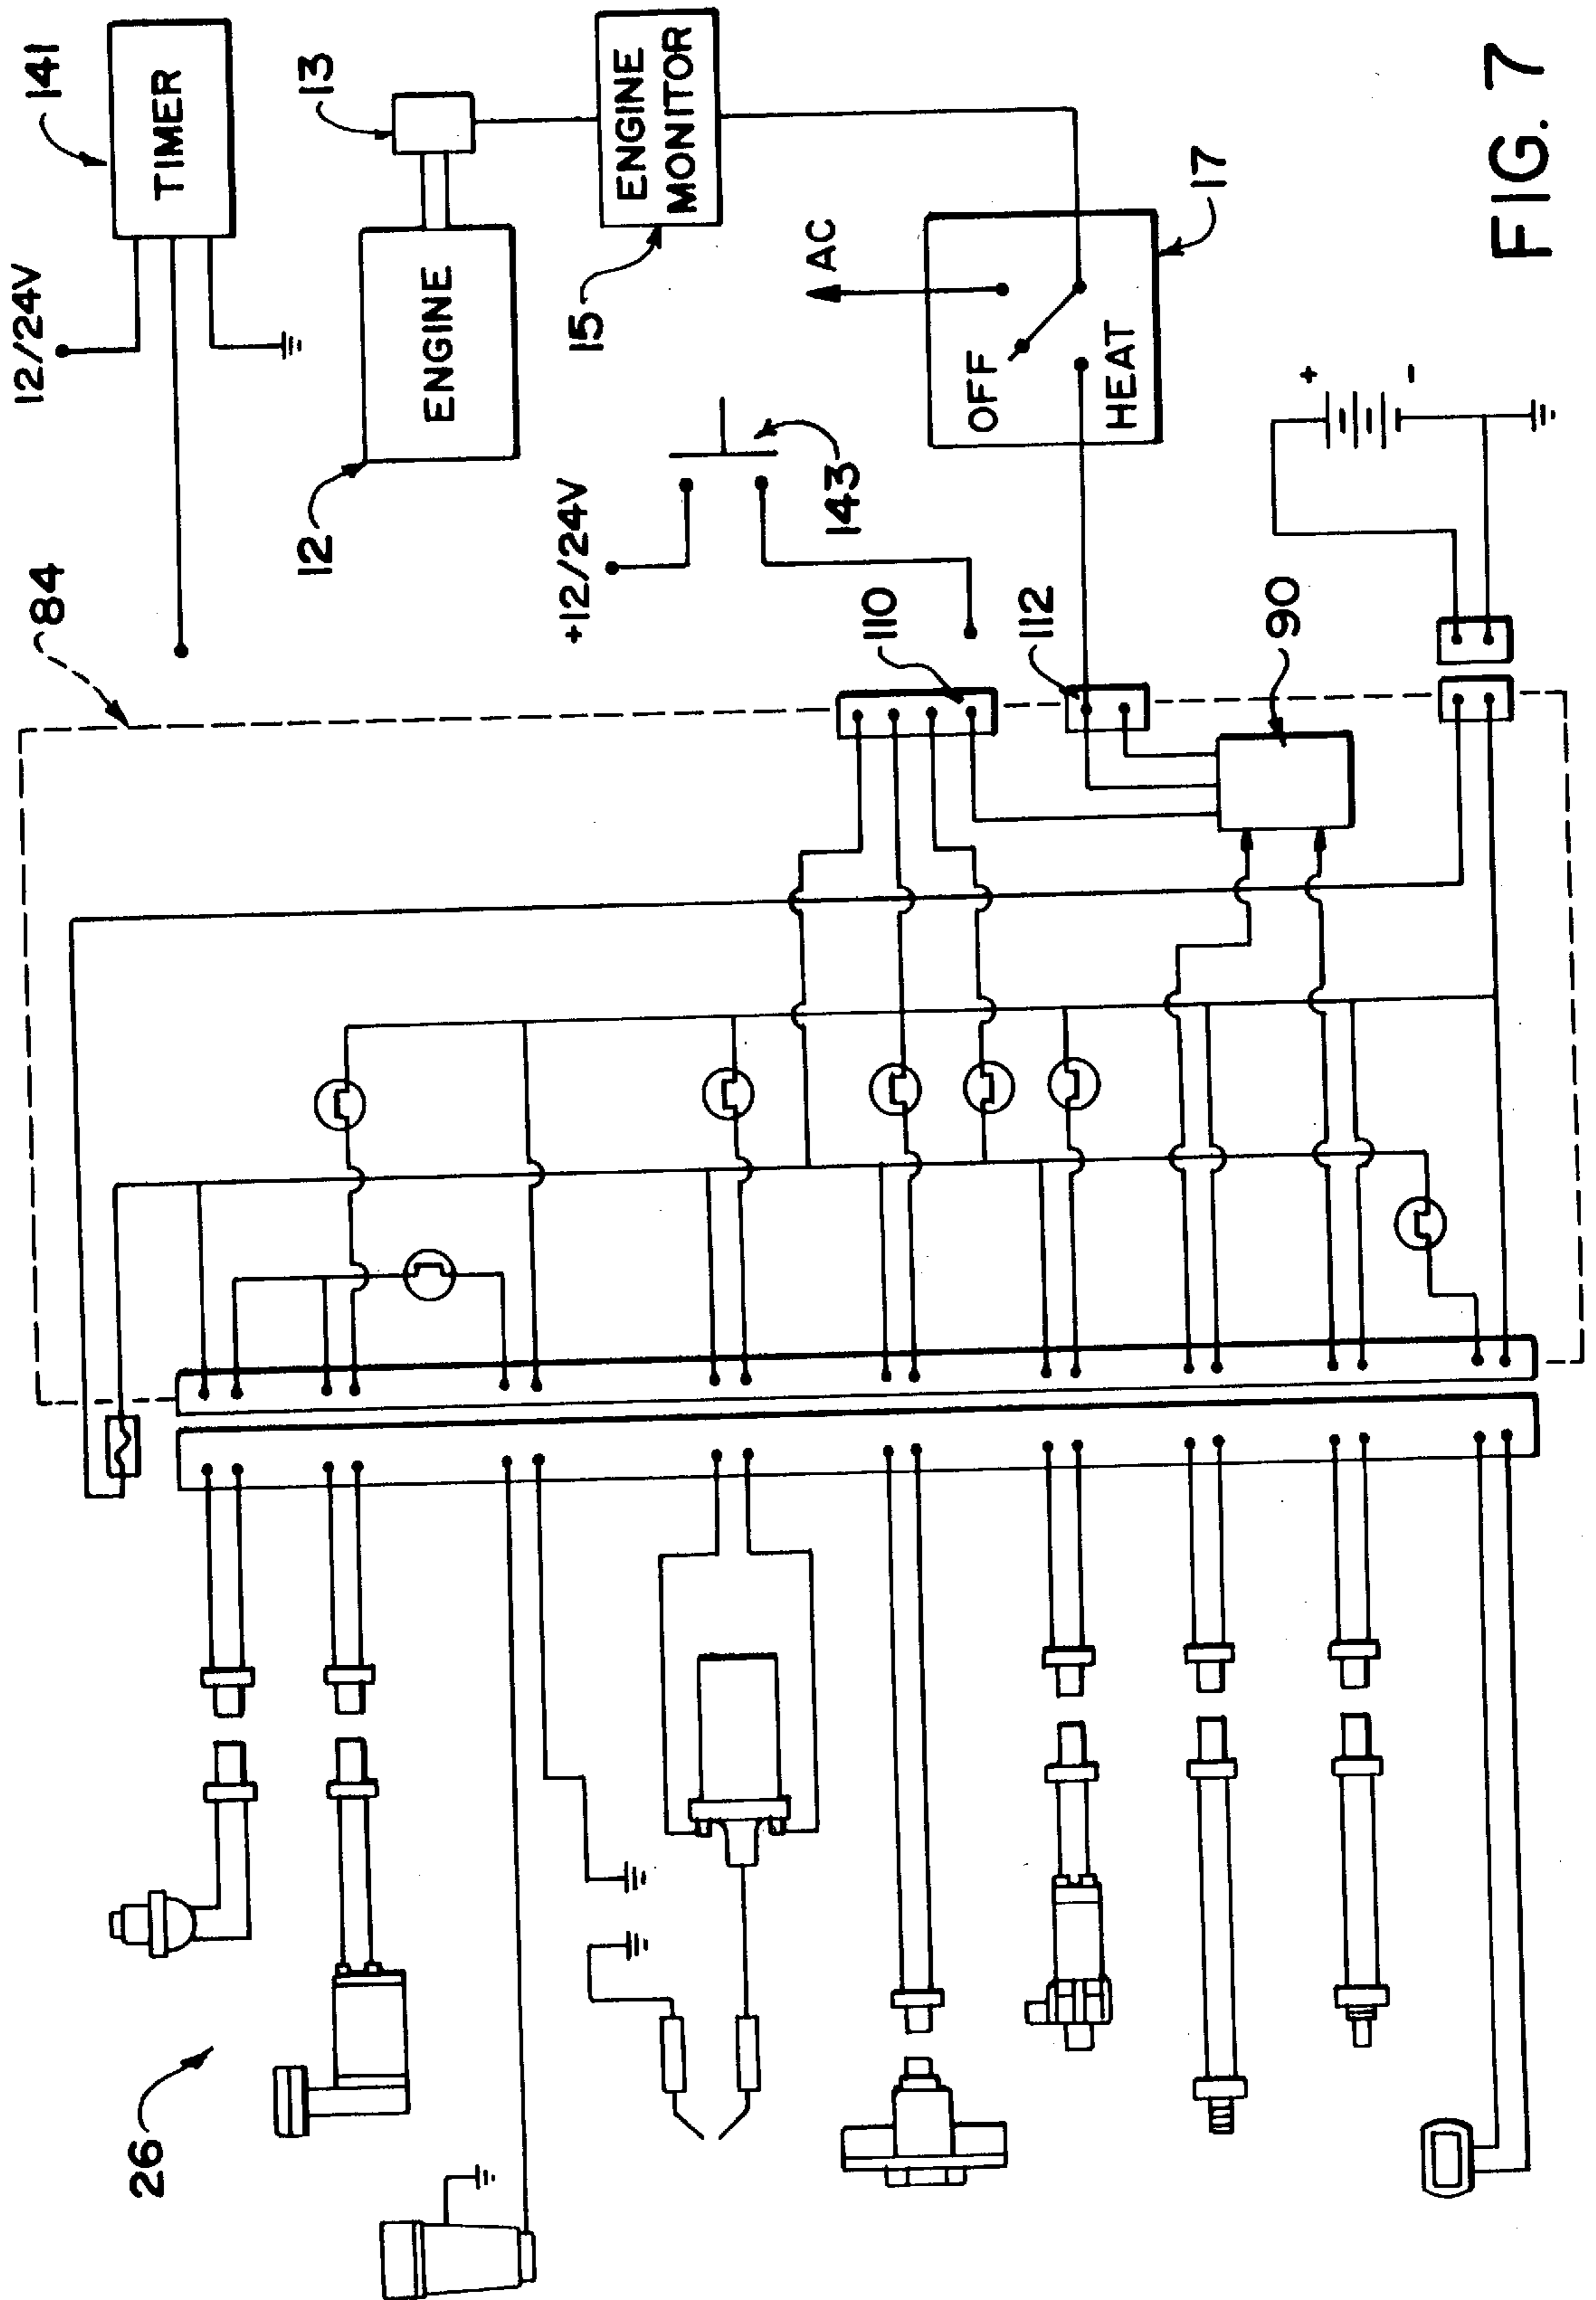 141
TIMER
12/24V
13
ENGINE
12
ENGINE
MONITOR
15
AC
17
OFF
HEAT
+12/24V
143
84
110
112
90
+
-
26
FIG. 7